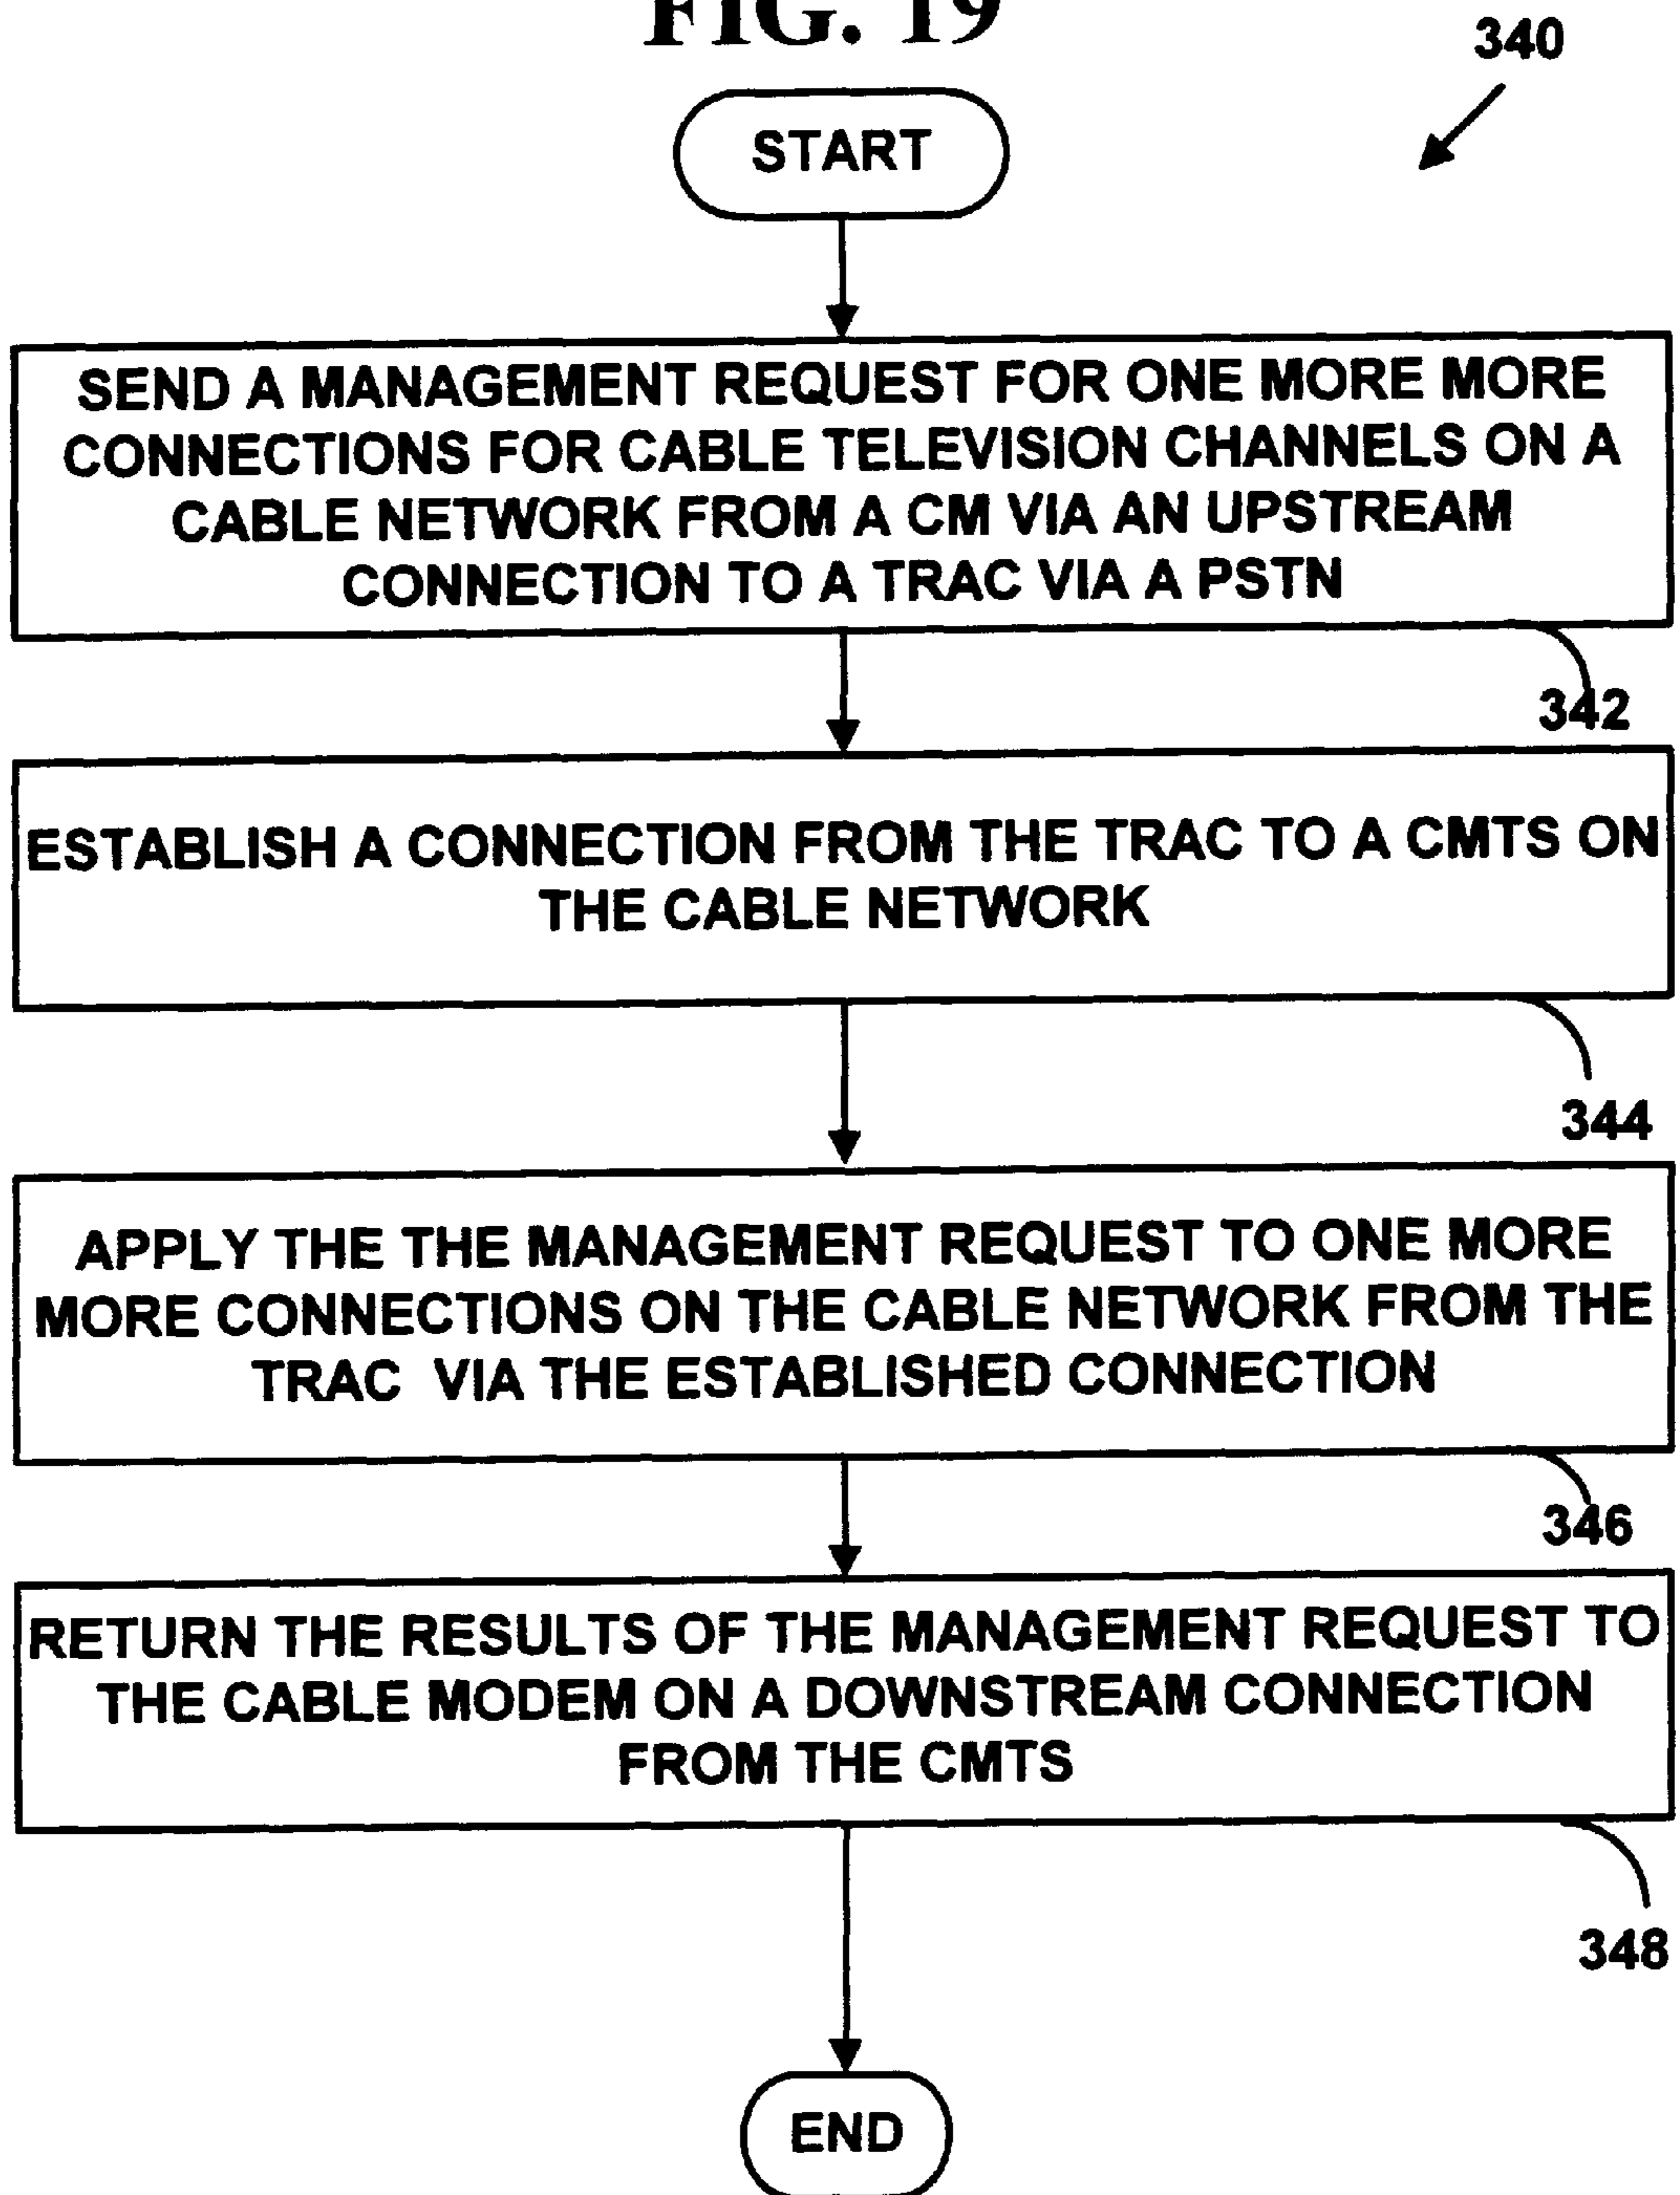 FIG. 19
340
START
SEND A MANAGEMENT REQUEST FOR ONE MORE MORE
CONNECTIONS FOR CABLE TELEVISION CHANNELS ON A
CABLE NETWORK FROM A CM VIA AN UPSTREAM
CONNECTION TO A TRAC VIA A PSTN
342
ESTABLISH A CONNECTION FROM THE TRAC TO A CMTS ON
THE CABLE NETWORK
344
APPLY THE THE MANAGEMENT REQUEST TO ONE MORE
MORE CONNECTIONS ON THE CABLE NETWORK FROM THE
TRAC VIA THE ESTABLISHED CONNECTION
346
RETURN THE RESULTS OF THE MANAGEMENT REQUEST TO
THE CABLE MODEM ON A DOWNSTREAM CONNECTION
FROM THE CMTS
348
END